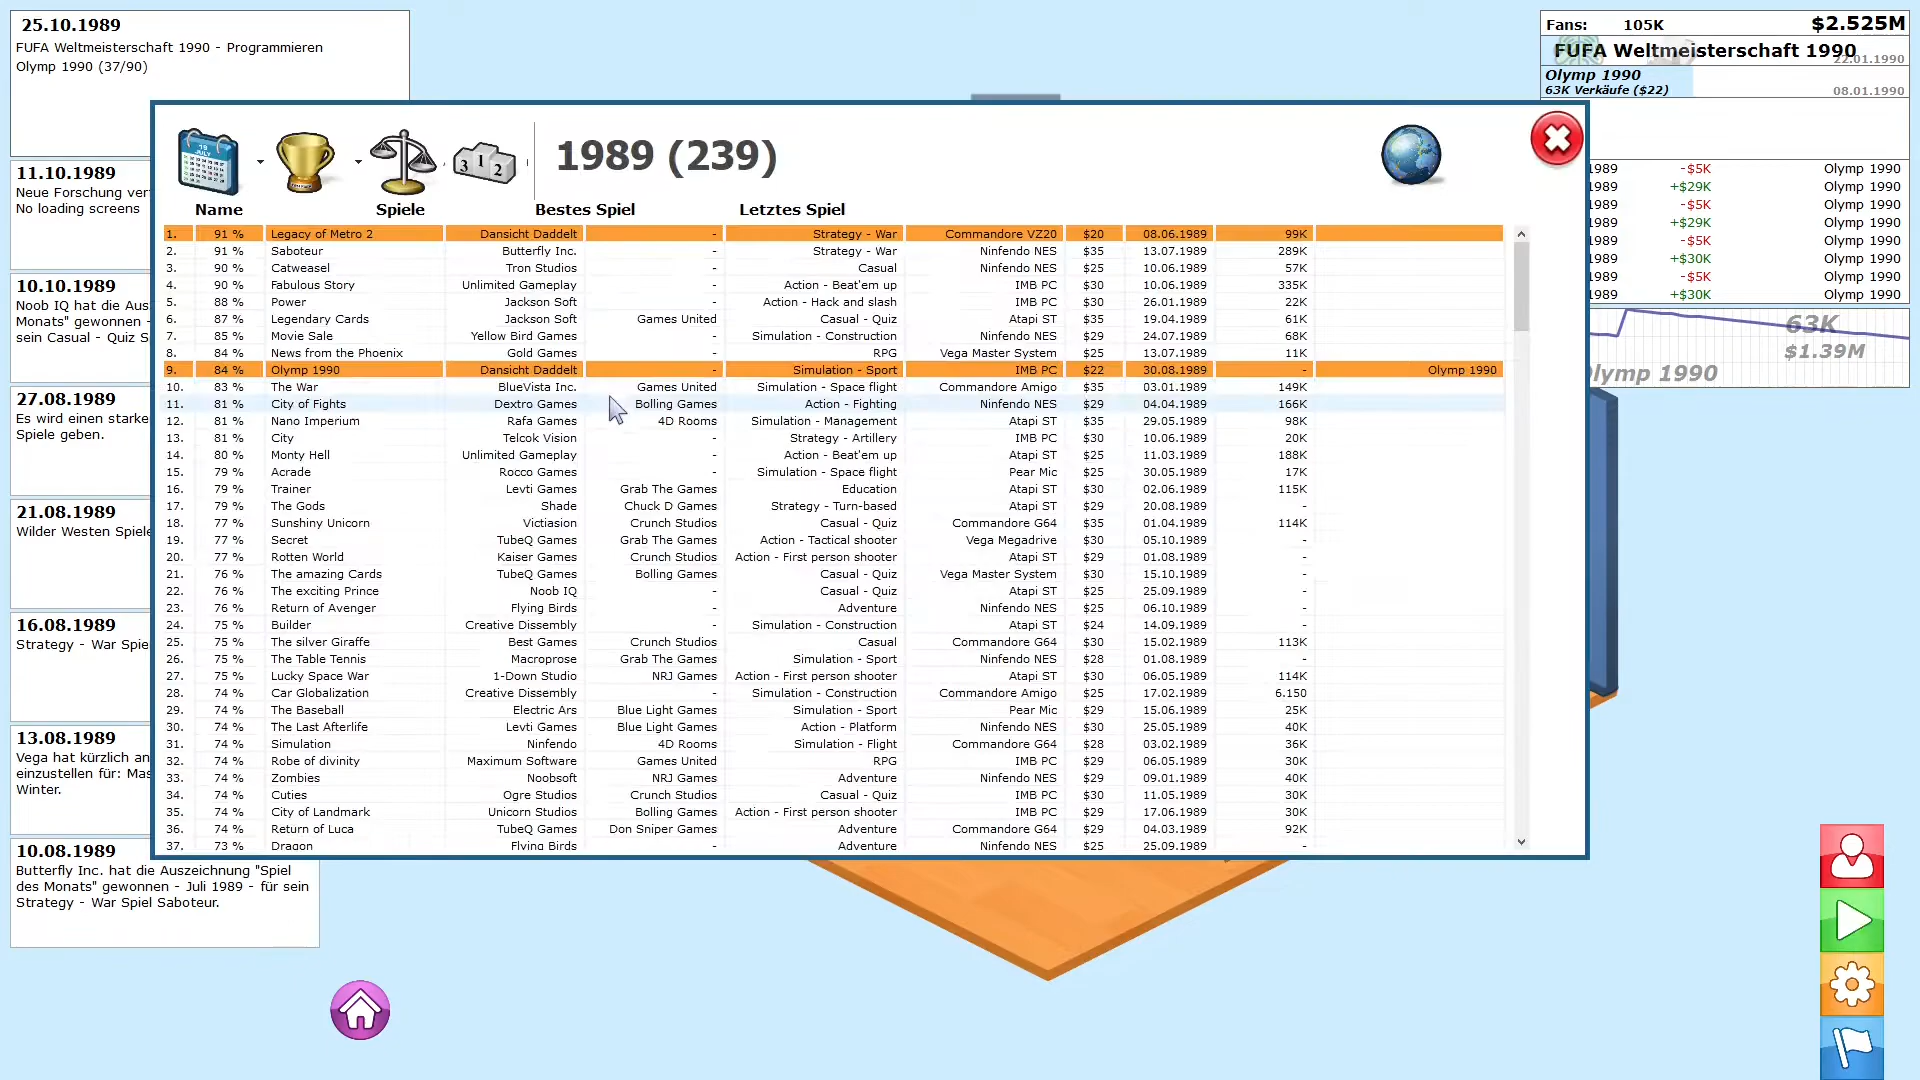 25.10.1989
FUFA Weltmeisterschaft 1990 - Programmieren
Olymp 1990 (37/90)
11.10.1989
Neue Forschung ver
No loading screens
10.10.1989
Noob IQ hat die Aus
Monats" gewonnen -
sein Casual - Quiz S
27.08.1989
Es wird einen starke
Spiele geben.
21.08.1989
Wilder Westen Spiele
16.08.1989
Strategy - War Spie
13.08.1989
Vega hat kürzlich an
einzustellen für: Mas
Winter.
10.08.1989
Butterfly Inc. hat die Auszeichnung "Spiel
des Monats" gewonnen - Juli 1989 - für sein
Strategy - War Spiel Saboteur.
1989 (239)
Name Spiele Bestes Spiel Letztes Spiel
1. 91 % Legacy of Metro 2 Dansicht Daddelt - Strategy - War Commandore VZ20 $20 08.06.1989 99K
2. 91 % Saboteur Butterfly Inc. - Strategy - War Ninfendo NES $35 13.07.1989 289K
3. 90 % Catweasel Tron Studios - Casual Ninfendo NES $25 10.06.1989 57K
4. 90 % Fabulous Story Unlimited Gameplay - Action - Beat'em up IMB PC $30 10.06.1989 335K
5. 88 % Power Jackson Soft - Action - Hack and slash IMB PC $30 26.01.1989 22K
6. 87 % Legendary Cards Jackson Soft Games United Casual - Quiz Atapi ST $35 19.04.1989 61K
7. 85 % Movie Sale Yellow Bird Games - Simulation - Construction Ninfendo NES $29 24.07.1989 68K
8. 84 % News from the Phoenix Gold Games - RPG Vega Master System $25 13.07.1989 11K
9. 84 % Olymp 1990 Dansicht Daddelt - Simulation - Sport IMB PC $22 30.08.1989 - Olymp 1990
10. 83 % The War BlueVista Inc. Games United Simulation - Space flight Commandore Amigo $35 03.01.1989 149K
11. 81 % City of Fights Dextro Games Bolling Games Action - Fighting Ninfendo NES $29 04.04.1989 166K
12. 81 % Nano Imperium Rafa Games 4D Rooms Simulation - Management Atapi ST $35 29.05.1989 98K
13. 81 % City Telcok Vision - Strategy - Artillery IMB PC $30 10.06.1989 20K
14. 80 % Monty Hell Unlimited Gameplay - Action - Beat'em up Atapi ST $25 11.03.1989 188K
15. 79 % Acrade Rocco Games - Simulation - Space flight Pear Mic $25 30.05.1989 17K
16. 79 % Trainer Levti Games Grab The Games Education Atapi ST $30 02.06.1989 115K
17. 79 % The Gods Shade Chuck D Games Strategy - Turn-based Atapi ST $29 20.08.1989 -
18. 77 % Sunshiny Unicorn Victiasion Crunch Studios Casual - Quiz Commandore G64 $35 01.04.1989 114K
19. 77 % Secret TubeQ Games Grab The Games Action - Tactical shooter Vega Megadrive $30 05.10.1989 -
20. 77 % Rotten World Kaiser Games Crunch Studios Action - First person shooter Atapi ST $29 01.08.1989 -
21. 76 % The amazing Cards TubeQ Games Bolling Games Casual - Quiz Vega Master System $30 15.10.1989 -
22. 76 % The exciting Prince Noob IQ - Casual - Quiz Atapi ST $25 25.09.1989 -
23. 76 % Return of Avenger Flying Birds - Adventure Ninfendo NES $25 06.10.1989 -
24. 75 % Builder Creative Dissembly - Simulation - Construction Atapi ST $24 14.09.1989 -
25. 75 % The silver Giraffe Best Games Crunch Studios Casual Commandore G64 $30 15.02.1989 113K
26. 75 % The Table Tennis Macroprose Grab The Games Simulation - Sport Ninfendo NES $28 01.08.1989 -
27. 75 % Lucky Space War 1-Down Studio NRJ Games Action - First person shooter Atapi ST $30 06.05.1989 114K
28. 74 % Car Globalization Creative Dissembly - Simulation - Construction Commandore Amigo $25 17.02.1989 6.150
29. 74 % The Baseball Electric Ars Blue Light Games Simulation - Sport Pear Mic $29 15.06.1989 25K
30. 74 % The Last Afterlife Levti Games Blue Light Games Action - Platform Ninfendo NES $30 25.05.1989 40K
31. 74 % Simulation Ninfendo 4D Rooms Simulation - Flight Commandore G64 $28 03.02.1989 36K
32. 74 % Robe of divinity Maximum Software Games United RPG IMB PC $29 06.05.1989 30K
33. 74 % Zombies Noobsoft NRJ Games Adventure Ninfendo NES $29 09.01.1989 40K
34. 74 % Cuties Ogre Studios Crunch Studios Casual - Quiz IMB PC $30 11.05.1989 30K
35. 74 % City of Landmark Unicorn Studios Bolling Games Action - First person shooter IMB PC $29 17.06.1989 30K
36. 74 % Return of Luca TubeQ Games Don Sniper Games Adventure Commandore G64 $29 04.03.1989 92K
37. 73 % Dragon Flying Birds - Adventure Ninfendo NES $25 25.09.1989 -
Fans: 105K $2.525M
FUFA Weltmeisterschaft 1990 22.01.1990
Olymp 1990
63K Verkäufe ($22) 08.01.1990
1989 -$5K Olymp 1990
1989 +$29K Olymp 1990
1989 -$5K Olymp 1990
1989 +$29K Olymp 1990
1989 -$5K Olymp 1990
1989 +$30K Olymp 1990
1989 -$5K Olymp 1990
1989 +$30K Olymp 1990
63K
$1.39M
lymp 1990